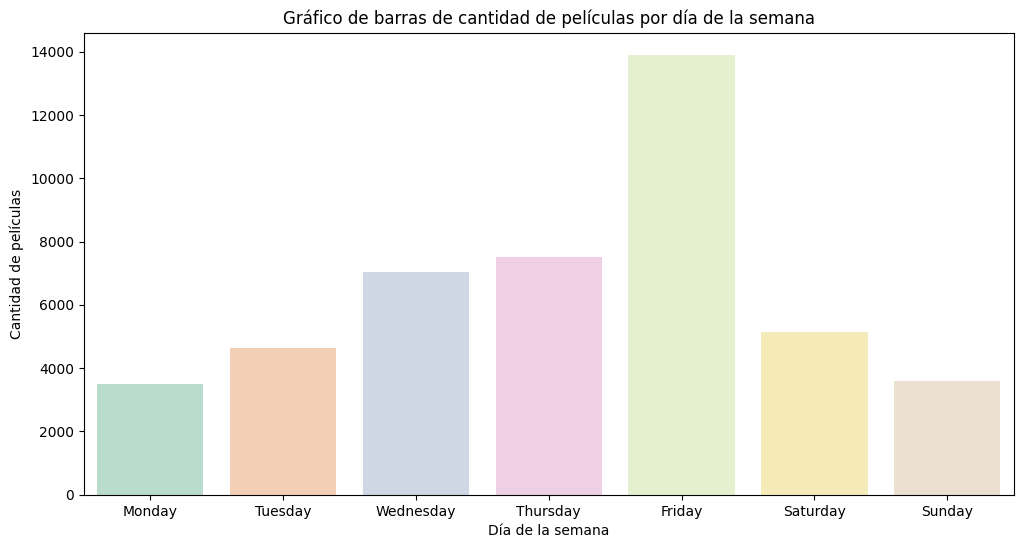 Gráfico de barras de cantidad de películas por día de la semana
14000
12000
10000
8000
6000
4000
2000
0
Cantidad de películas
Monday Tuesday Wednesday Thursday Friday Saturday Sunday
Día de la semana